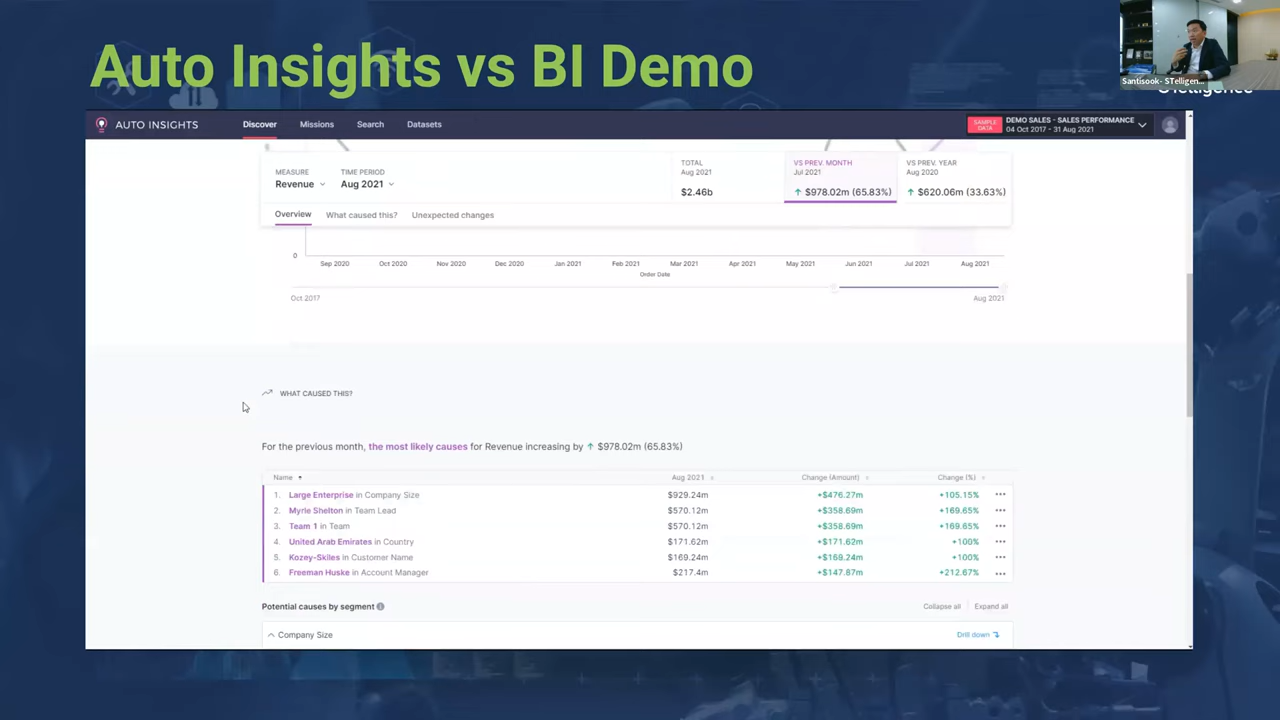 Auto Insights vs BI Demo
Santisook- STelligen...
STelligence
AUTO INSIGHTS
Discover
Missions
Search
Datasets
SAMPLE DATA
DEMO SALES - SALES PERFORMANCE
04 Oct 2017 - 31 Aug 2021
MEASURE
Revenue
TIME PERIOD
Aug 2021
TOTAL
Aug 2021
$2.46b
VS PREV. MONTH
Jul 2021
↑ $978.02m (65.83%)
VS PREV. YEAR
Aug 2020
↑ $620.06m (33.63%)
Overview
What caused this?
Unexpected changes
0
Sep 2020 Oct 2020 Nov 2020 Dec 2020 Jan 2021 Feb 2021 Mar 2021 Apr 2021 May 2021 Jun 2021 Jul 2021 Aug 2021
Order Date
Oct 2017
Aug 2021
WHAT CAUSED THIS?
For the previous month, the most likely causes for Revenue increasing by ↑ $978.02m (65.83%)
Name Aug 2021 Change (Amount) Change (%)
1. Large Enterprise in Company Size $929.24m +$476.27m +105.15%
2. Myrie Shelton in Team Lead $570.12m +$358.69m +169.65%
3. Team 1 in Team $570.12m +$358.69m +169.65%
4. United Arab Emirates in Country $171.62m +$171.62m +100%
5. Kozey-Skiles in Customer Name $169.24m +$169.24m +100%
6. Freeman Huske in Account Manager $217.4m +$147.87m +212.67%
Potential causes by segment
Collapse all
Expand all
Company Size
Drill down